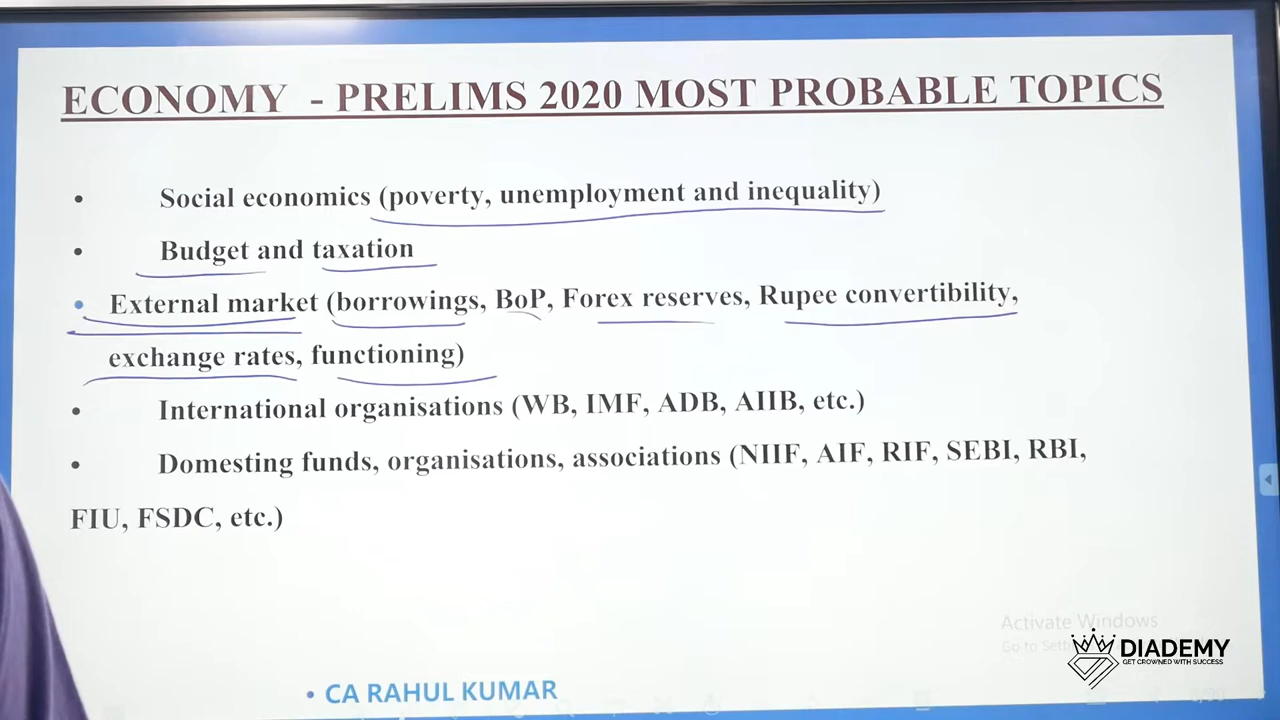 ECONOMY - PRELIMS 2020 MOST PROBABLE TOPICS
• Social economics (poverty, unemployment and inequality)
• Budget and taxation
• External market (borrowings, BoP, Forex reserves, Rupee convertibility,
exchange rates, functioning)
• International organisations (WB, IMF, ADB, AIIB, etc.)
• Domesting funds, organisations, associations (NIIF, AIF, RIF, SEBI, RBI,
FIU, FSDC, etc.)
Activate Windows
Go to
DIADEMY
GET CROWNED WITH SUCCESS
• CA RAHUL KUMAR